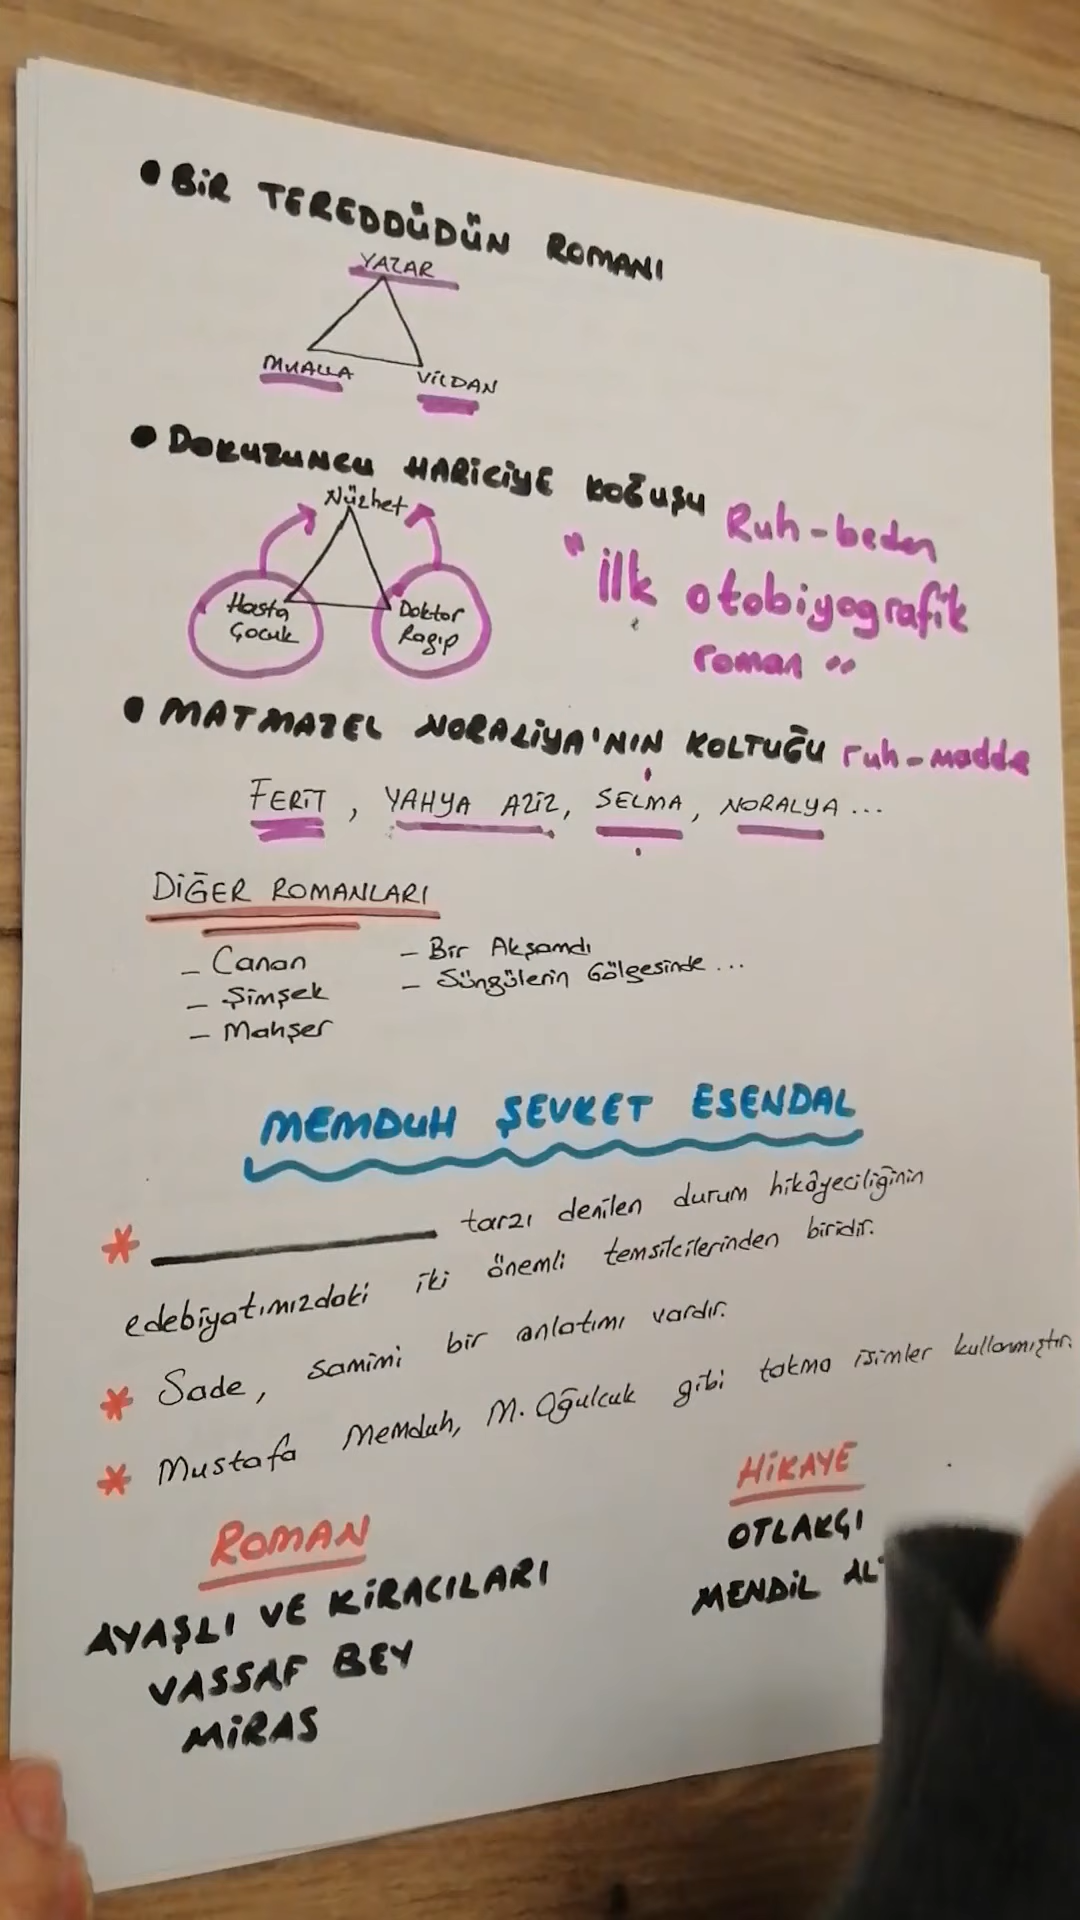 • BİR TEREDDÜDÜN ROMANI
YAZAR
MUALLA
VİLDAN
• DOKUZUNCU HARİCİYE KOĞUŞU
Ruh-beden
Nüzhet
Hasta
Çocuk
Doktor
Ragıp
"İlk otobiyografik
roman"
• MATMAZEL NORALİYA'NIN KOLTUĞU ruh-madde
FERİT, YAHYA AZİZ, SELMA, NORALYA...
DİĞER ROMANLARI
- Canan
- Şimşek
- Mahşer
- Bir Akşamdı
- Süngülerin Gölgesinde...
MEMDUH ŞEVKET ESENDAL
* ________ tarzı denilen durum hikâyeciliğinin
edebiyatımızdaki iki önemli temsilcilerinden biridir.
* Sade, samimi bir anlatımı vardır.
* Mustafa Memduh, M. Oğulcuk gibi takma isimler kullanmıştır.
ROMAN
AYAŞLI VE KİRACILARI
VASSAF BEY
MİRAS
HİKAYE
OTLAKÇI
MENDİL